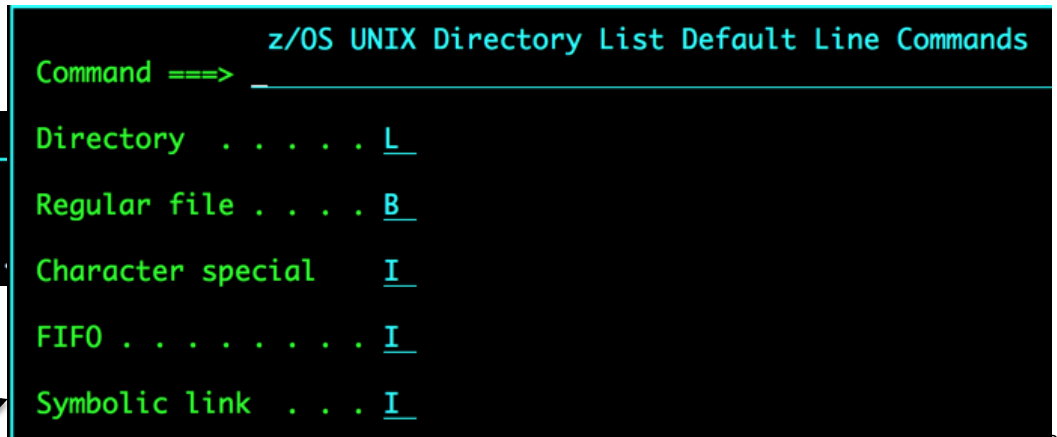 z/OS UNIX Directory List Default Line Commands
Command ===> _
Directory . . . . . L
Regular file . . . . B
Character special I
FIFO . . . . . . . . I
Symbolic link . . . I